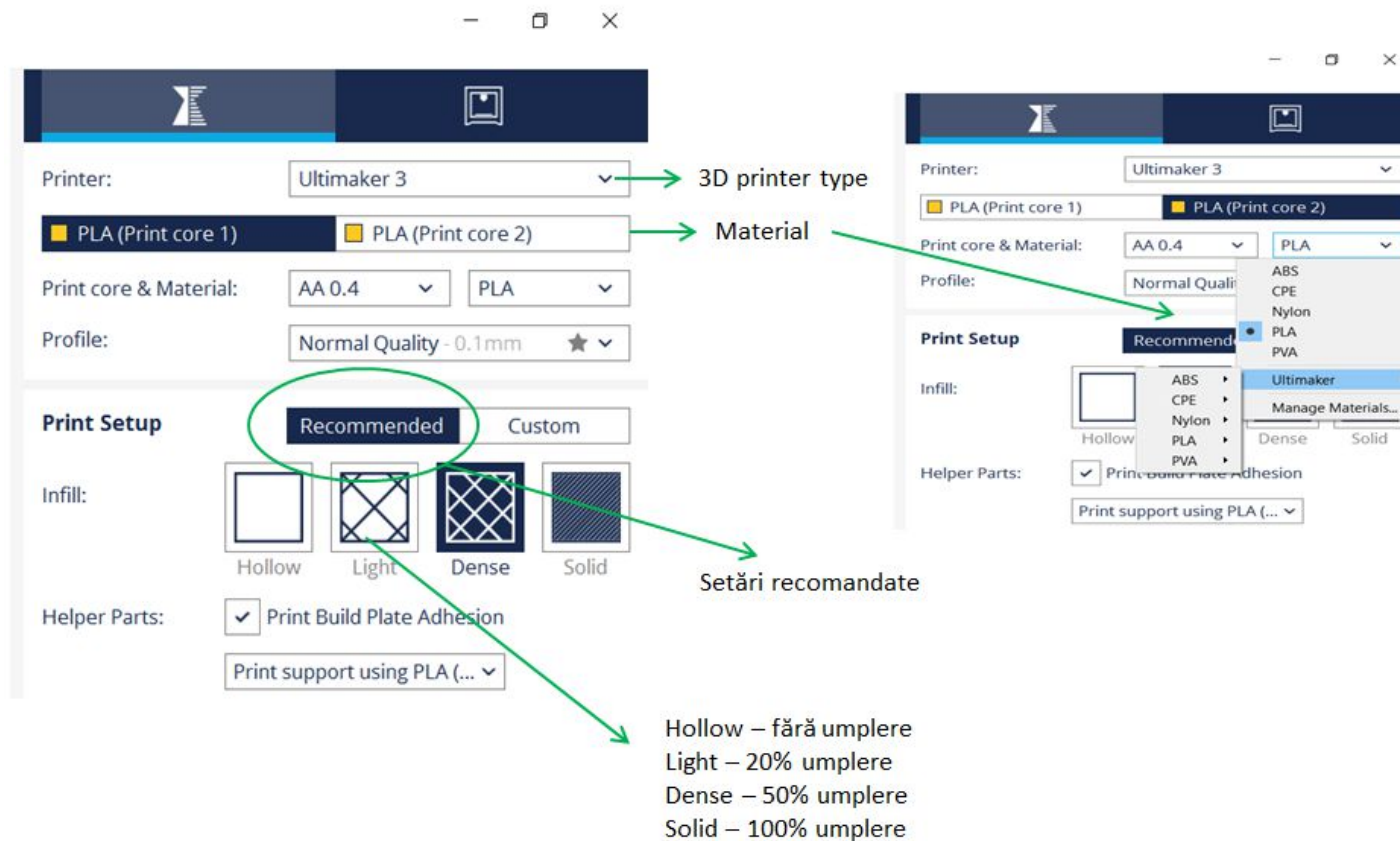 Printer:
Ultimaker 3
PLA (Print core 1)
PLA (Print core 2)
Print core & Material:
AA 0.4
PLA
Profile:
Normal Quality - 0.1mm
Print Setup
Recommended
Custom
Infill:
Hollow
Light
Dense
Solid
Helper Parts:
Print Build Plate Adhesion
Print support using PLA (...
3D printer type
Material
Setări recomandate
Hollow – fără umplere
Light – 20% umplere
Dense – 50% umplere
Solid – 100% umplere
Printer:
Ultimaker 3
PLA (Print core 1)
PLA (Print core 2)
Print core & Material:
AA 0.4
PLA
Profile:
Normal Quali
ABS
CPE
Nylon
PLA
PVA
Ultimaker
Manage Materials...
Print Setup
Recommend
Infill:
ABS
CPE
Nylon
PLA
PVA
Hollow
Dense
Solid
Helper Parts:
Print Build Plate Adhesion
Print support using PLA (...